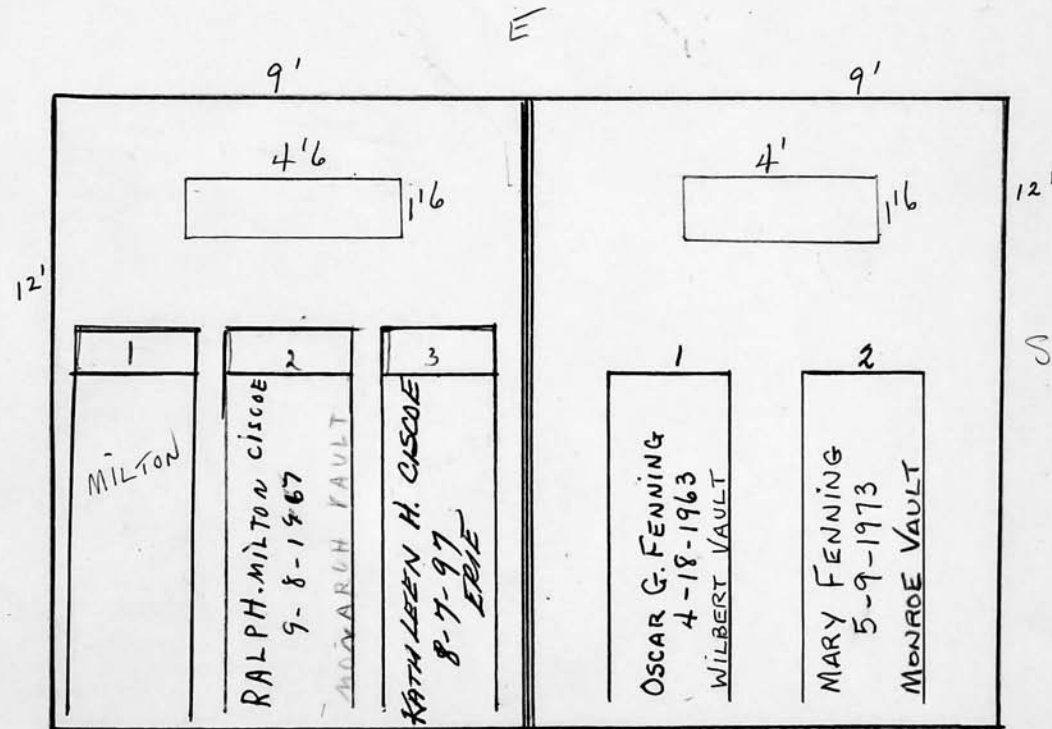 E
9'
9'
4'6
1'6
4'
1'6
12'
12'
S
1
MILTON
2
RALPH. MILTON CISCOE
9-8-1967
MONARCH VAULT
3
KATHLEEN H. CISCOE
8-7-97
ERIE
1
OSCAR G. FENNING
4-18-1963
WILBERT VAULT
2
MARY FENNING
5-9-1973
MONROE VAULT